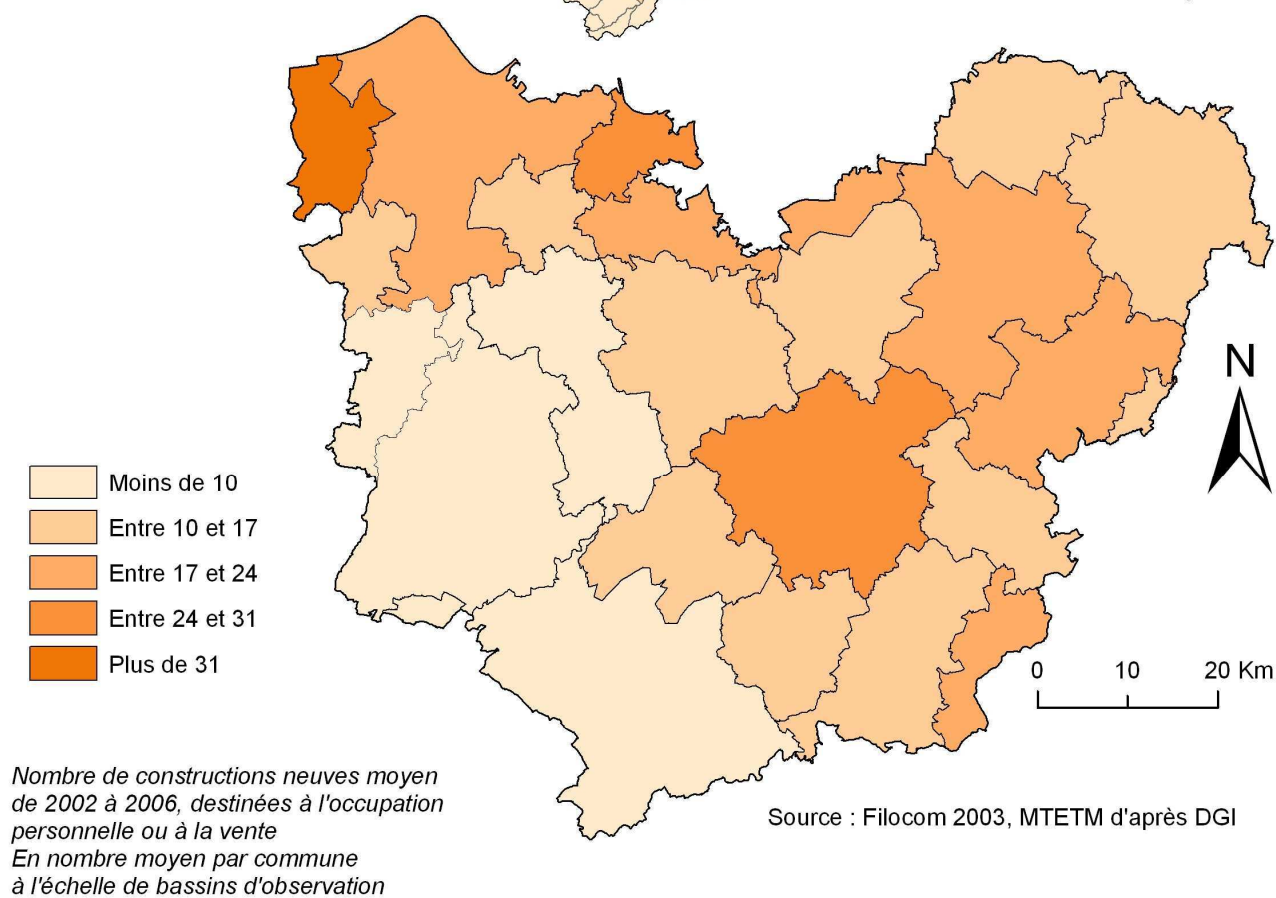 N
Moins de 10
Entre 10 et 17
Entre 17 et 24
Entre 24 et 31
Plus de 31
0 10 20 Km
Nombre de constructions neuves moyen
de 2002 à 2006, destinées à l'occupation
personnelle ou à la vente
En nombre moyen par commune
à l'échelle de bassins d'observation
Source : Filocom 2003, MTETM d'après DGI